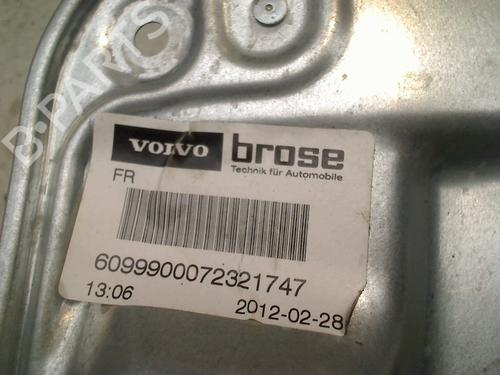 B-PARTS
VOLVO
brose
Technik für Automobile
FR
6099900072321747
13:06
2012-02-28